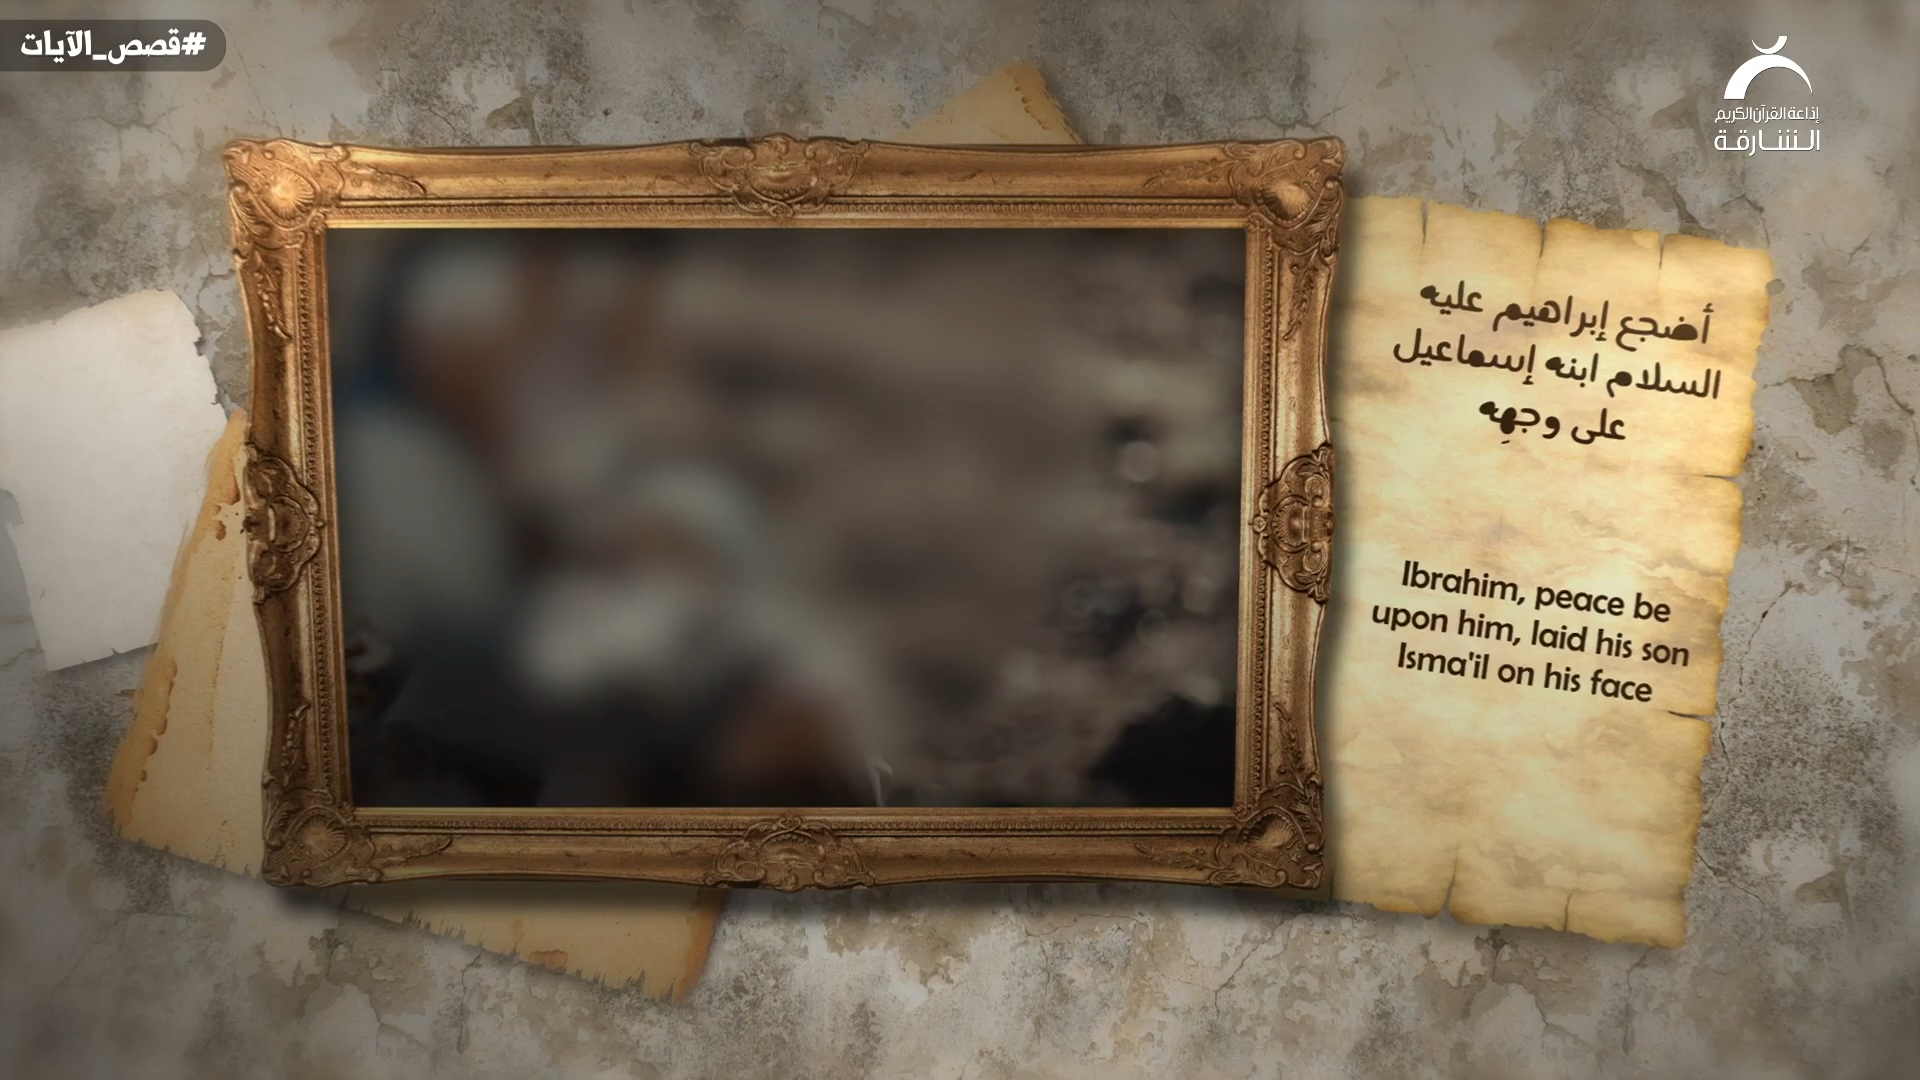 #قصص_الآيات
إذاعة القرآن الكريم
الشارقة
أضجع إبراهيم عليه
السلام ابنه إسماعيل
على وجهِه
Ibrahim, peace be
upon him, laid his son
Isma'il on his face